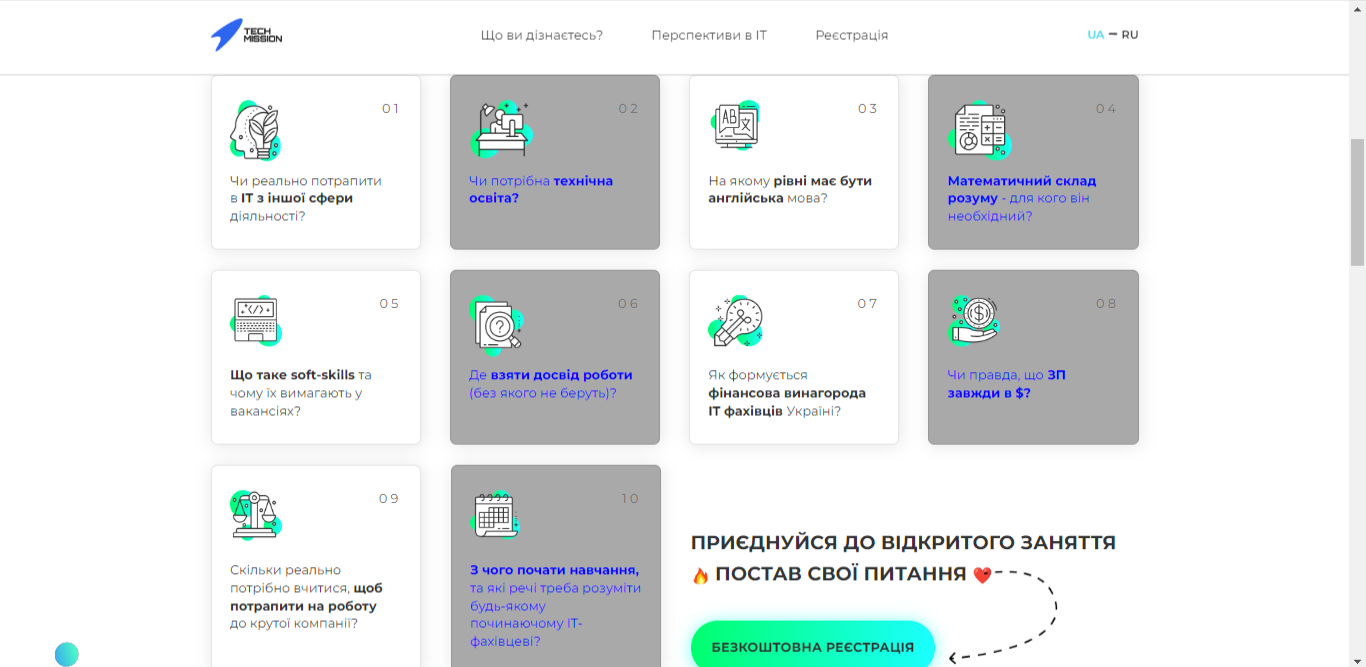 TECH
MISSION
Що ви дізнаєтесь?
Перспективи в ІТ
Реєстрація
UA — RU
01
Чи реально потрапити
в ІТ з іншої сфери
діяльності?
02
Чи потрібна технічна
освіта?
03
На якому рівні має бути
англійська мова?
04
Математичний склад
розуму - для кого він
необхідний?
05
Що таке soft-skills та
чому їх вимагають у
вакансіях?
06
Де взяти досвід роботи
(без якого не беруть)?
07
Як формується
фінансова винагорода
ІТ фахівців Україні?
08
Чи правда, що ЗП
завжди в $?
09
Скільки реально
потрібно вчитися, щоб
потрапити на роботу
до крутої компанії?
10
З чого почати навчання,
та які речі треба розуміти
будь-якому
починаючому ІТ-
фахівцеві?
ПРИЄДНУЙСЯ ДО ВІДКРИТОГО ЗАНЯТТЯ
🔥 ПОСТАВ СВОЇ ПИТАННЯ ❤️
БЕЗКОШТОВНА РЕЄСТРАЦІЯ